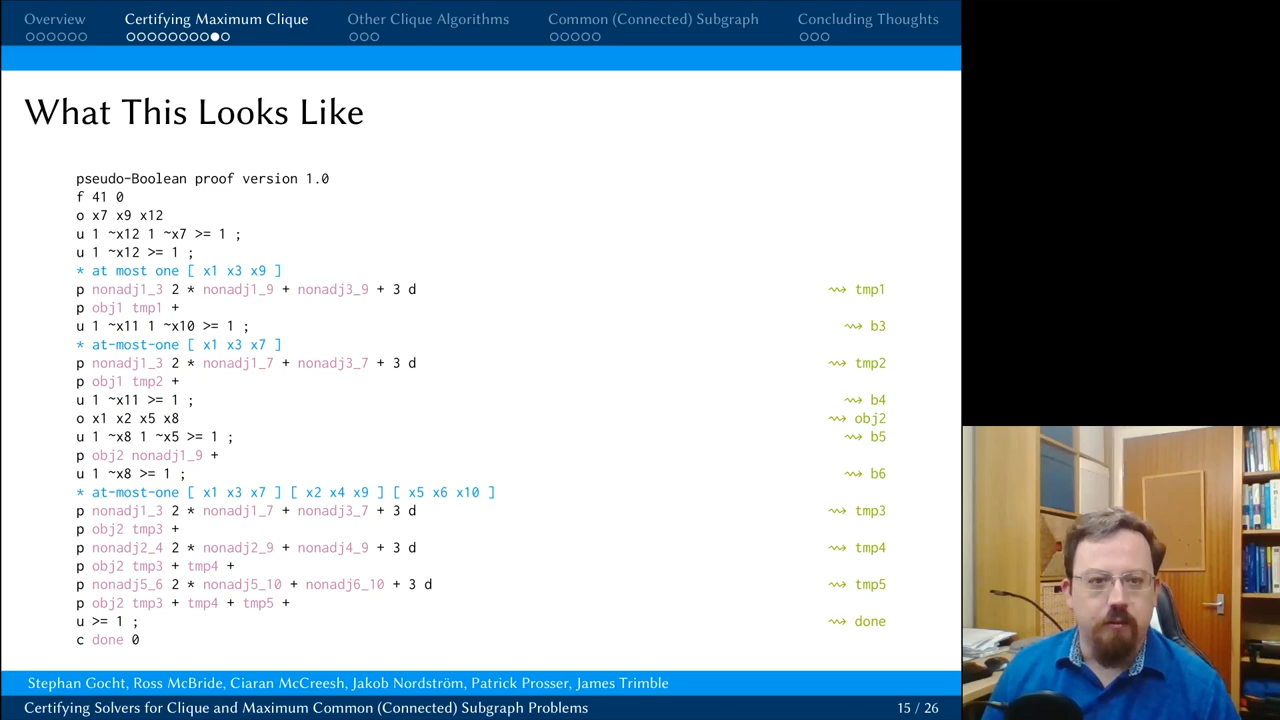 Overview Certifying Maximum Clique Other Clique Algorithms Common (Connected) Subgraph Concluding Thoughts
What This Looks Like
pseudo-Boolean proof version 1.0
f 41 0
o x7 x9 x12
u 1 ~x12 1 ~x7 >= 1 ;
u 1 ~x12 >= 1 ;
* at most one [ x1 x3 x9 ]
p nonadj1_3 2 * nonadj1_9 + nonadj3_9 + 3 d ⇝ tmp1
p obj1 tmp1 +
u 1 ~x11 1 ~x10 >= 1 ; ⇝ b3
* at-most-one [ x1 x3 x7 ]
p nonadj1_3 2 * nonadj1_7 + nonadj3_7 + 3 d ⇝ tmp2
p obj1 tmp2 +
u 1 ~x11 >= 1 ; ⇝ b4
o x1 x2 x5 x8 ⇝ obj2
u 1 ~x8 1 ~x5 >= 1 ; ⇝ b5
p obj2 nonadj1_9 +
u 1 ~x8 >= 1 ; ⇝ b6
* at-most-one [ x1 x3 x7 ] [ x2 x4 x9 ] [ x5 x6 x10 ]
p nonadj1_3 2 * nonadj1_7 + nonadj3_7 + 3 d ⇝ tmp3
p obj2 tmp3 +
p nonadj2_4 2 * nonadj2_9 + nonadj4_9 + 3 d ⇝ tmp4
p obj2 tmp3 + tmp4 +
p nonadj5_6 2 * nonadj5_10 + nonadj6_10 + 3 d ⇝ tmp5
p obj2 tmp3 + tmp4 + tmp5 +
u >= 1 ; ⇝ done
c done 0
Stephan Gocht, Ross McBride, Ciaran McCreesh, Jakob Nordström, Patrick Prosser, James Trimble
Certifying Solvers for Clique and Maximum Common (Connected) Subgraph Problems 15 / 26